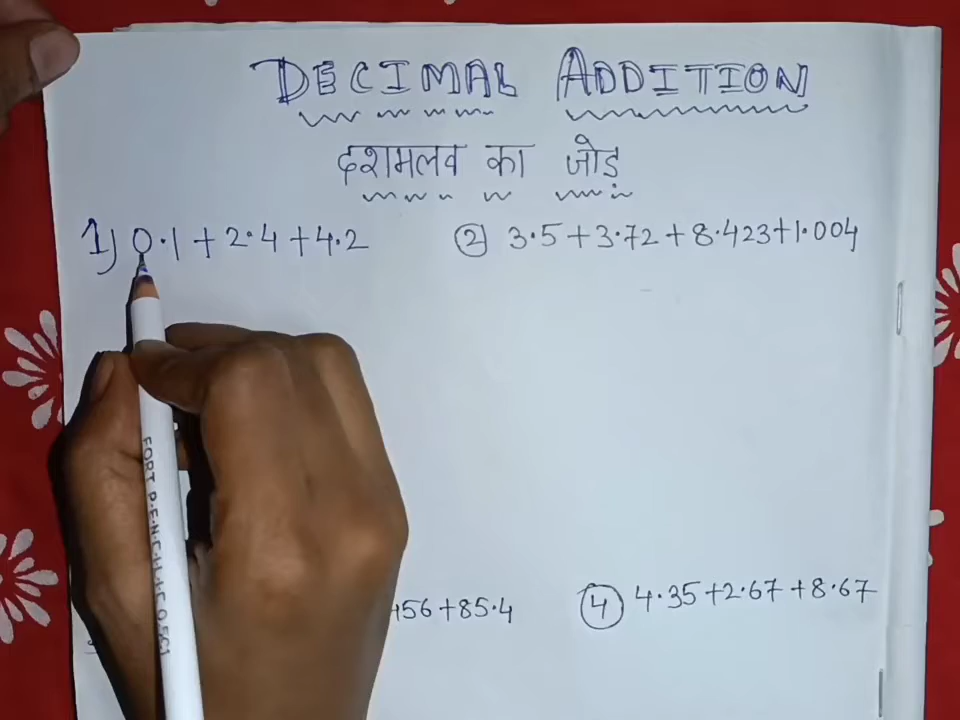 DECIMAL ADDITION
दशमलव का जोड़
1) 0.1 + 2.4 + 4.2
② 3.5 + 3.72 + 8.423 + 1.004
456 + 85.4
④ 4.35 + 2.67 + 8.67